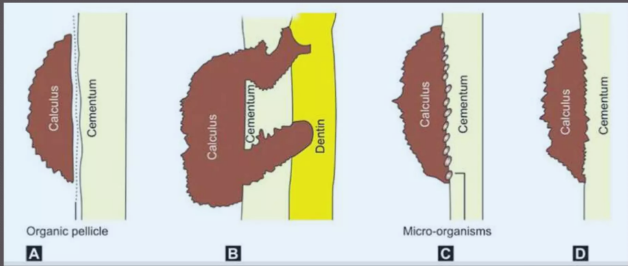 Calculus
Cementum
Calculus
Cementum
Dentin
Calculus
Cementum
Calculus
Cementum
Organic pellicle
Micro-organisms
A
B
C
D